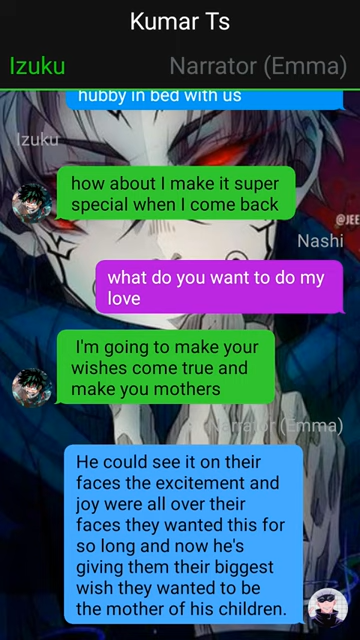 Kumar Ts
Izuku
Narrator (Emma)
hubby in bed with us
Izuku
how about I make it super
special when I come back
@JEE
Nashi
what do you want to do my
love
I'm going to make your
wishes come true and
make you mothers
Narrator (Emma)
He could see it on their
faces the excitement and
joy were all over their
faces they wanted this for
so long and now he's
giving them their biggest
wish they wanted to be
the mother of his children.